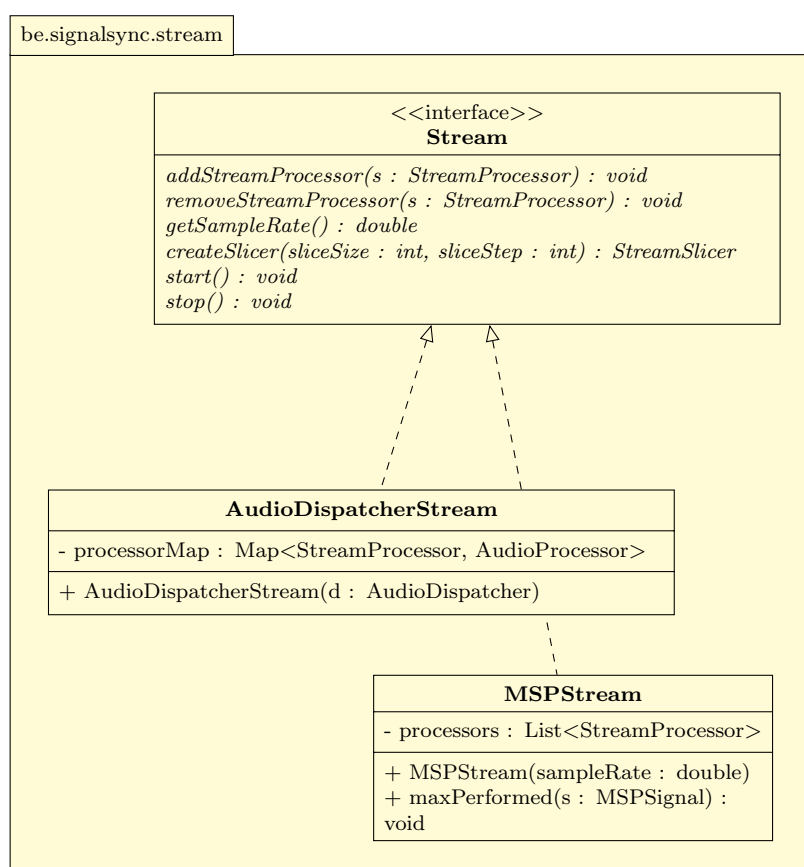 be.signalsync.stream
<<interface>>
Stream
addStreamProcessor(s : StreamProcessor) : void
removeStreamProcessor(s : StreamProcessor) : void
getSampleRate() : double
createSlicer(sliceSize : int, sliceStep : int) : StreamSlicer
start() : void
stop() : void
AudioDispatcherStream
- processorMap : Map<StreamProcessor, AudioProcessor>
+ AudioDispatcherStream(d : AudioDispatcher)
MSPStream
- processors : List<StreamProcessor>
+ MSPStream(sampleRate : double)
+ maxPerformed(s : MSPSignal) :
void